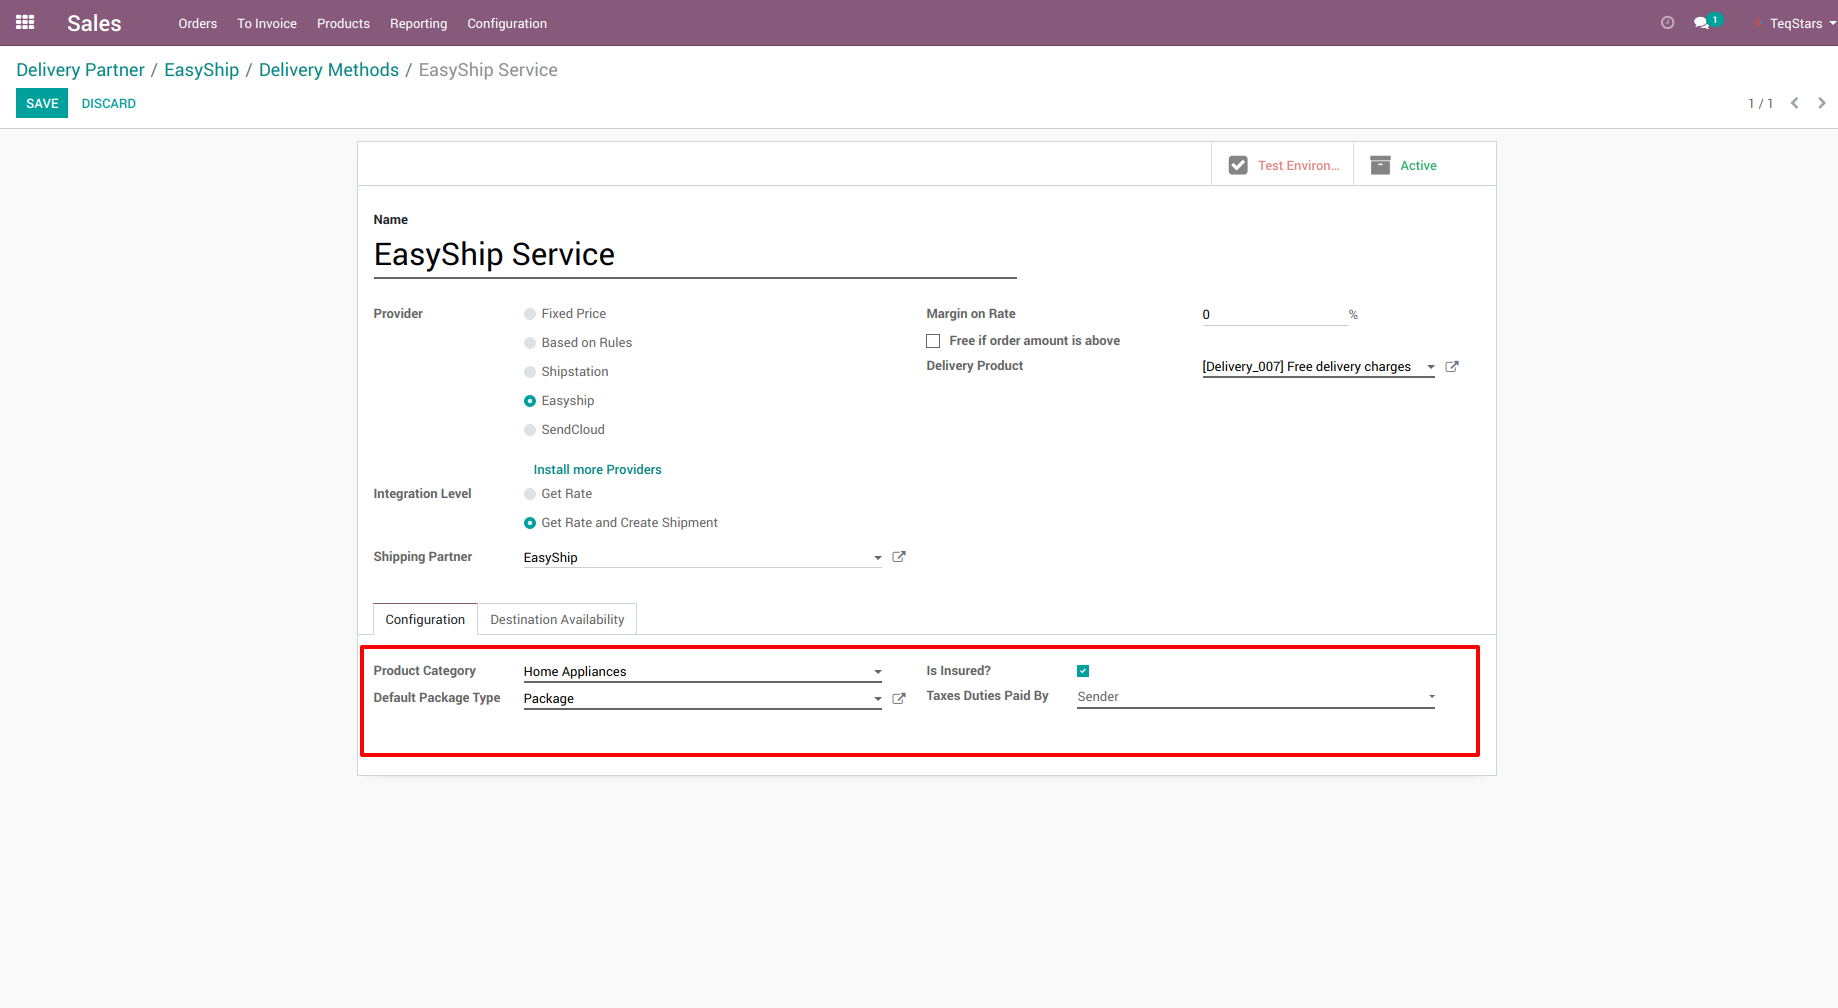 Sales Orders To Invoice Products Reporting Configuration 1 TeqStars
Delivery Partner / EasyShip / Delivery Methods / EasyShip Service
SAVE DISCARD 1 / 1
Test Environ... Active
Name
EasyShip Service
Provider
Fixed Price
Based on Rules
Shipstation
Easyship
SendCloud
Install more Providers
Integration Level
Get Rate
Get Rate and Create Shipment
Shipping Partner EasyShip
Margin on Rate 0 %
Free if order amount is above
Delivery Product [Delivery_007] Free delivery charges
Configuration Destination Availability
Product Category Home Appliances
Default Package Type Package
Is Insured?
Taxes Duties Paid By Sender